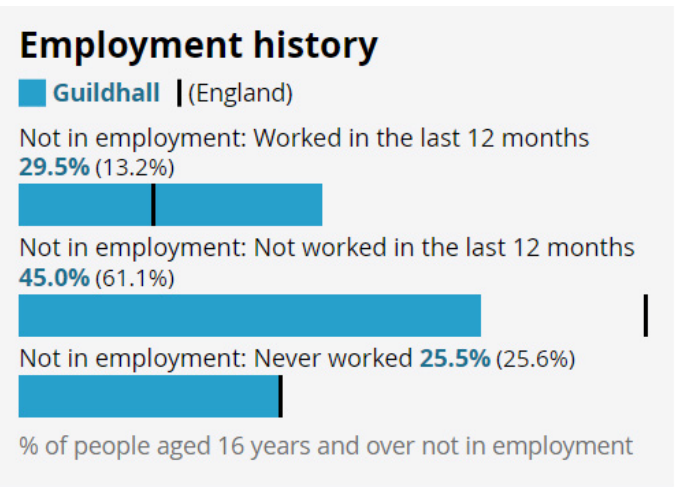 Employment history
Guildhall (England)
Not in employment: Worked in the last 12 months
29.5% (13.2%)
Not in employment: Not worked in the last 12 months
45.0% (61.1%)
Not in employment: Never worked 25.5% (25.6%)
% of people aged 16 years and over not in employment